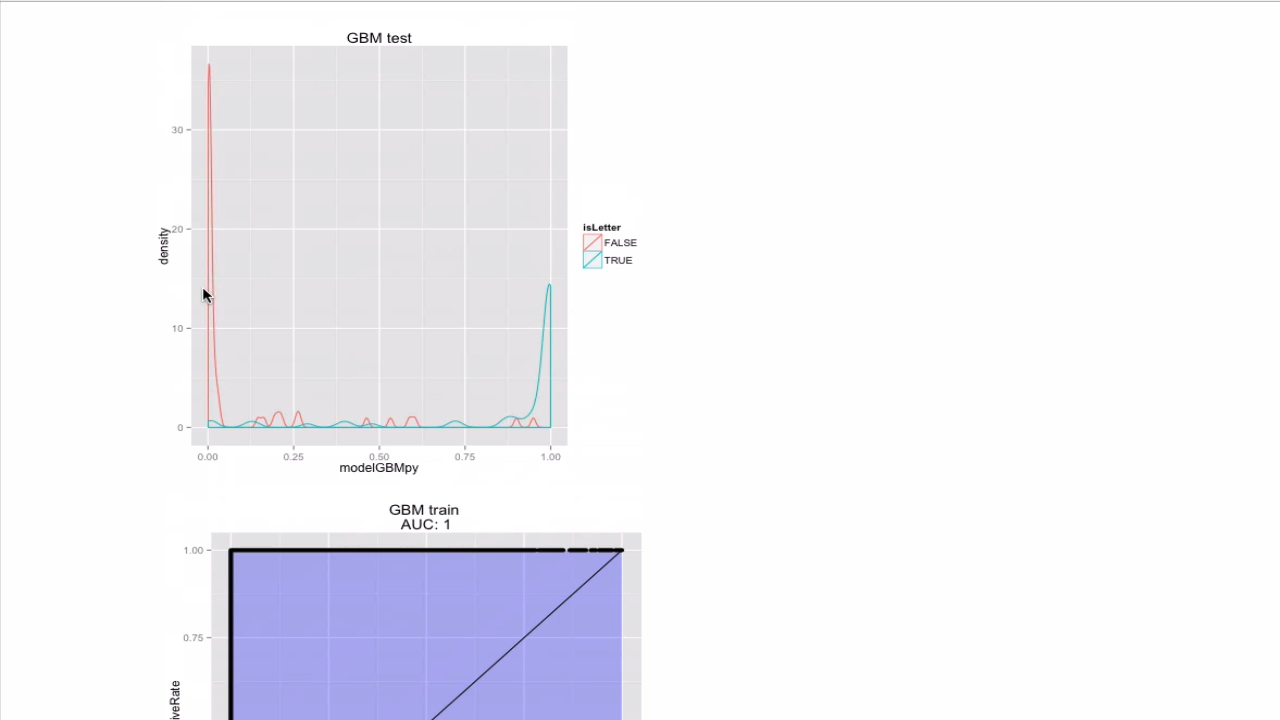 GBM test
30
20
10
0
density
0.00 0.25 0.50 0.75 1.00
modelGBMpy
isLetter
FALSE
TRUE
GBM train
AUC: 1
1.00
0.75
iveRate